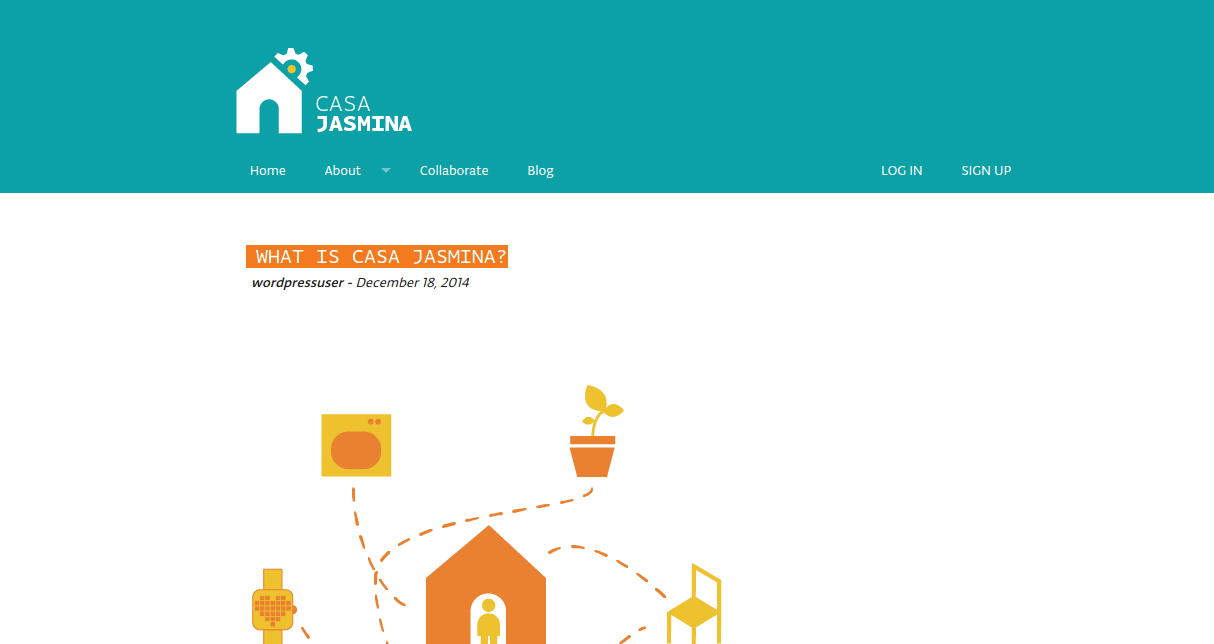 CASA
JASMINA
Home About Collaborate Blog LOG IN SIGN UP
WHAT IS CASA JASMINA?
wordpressuser - December 18, 2014